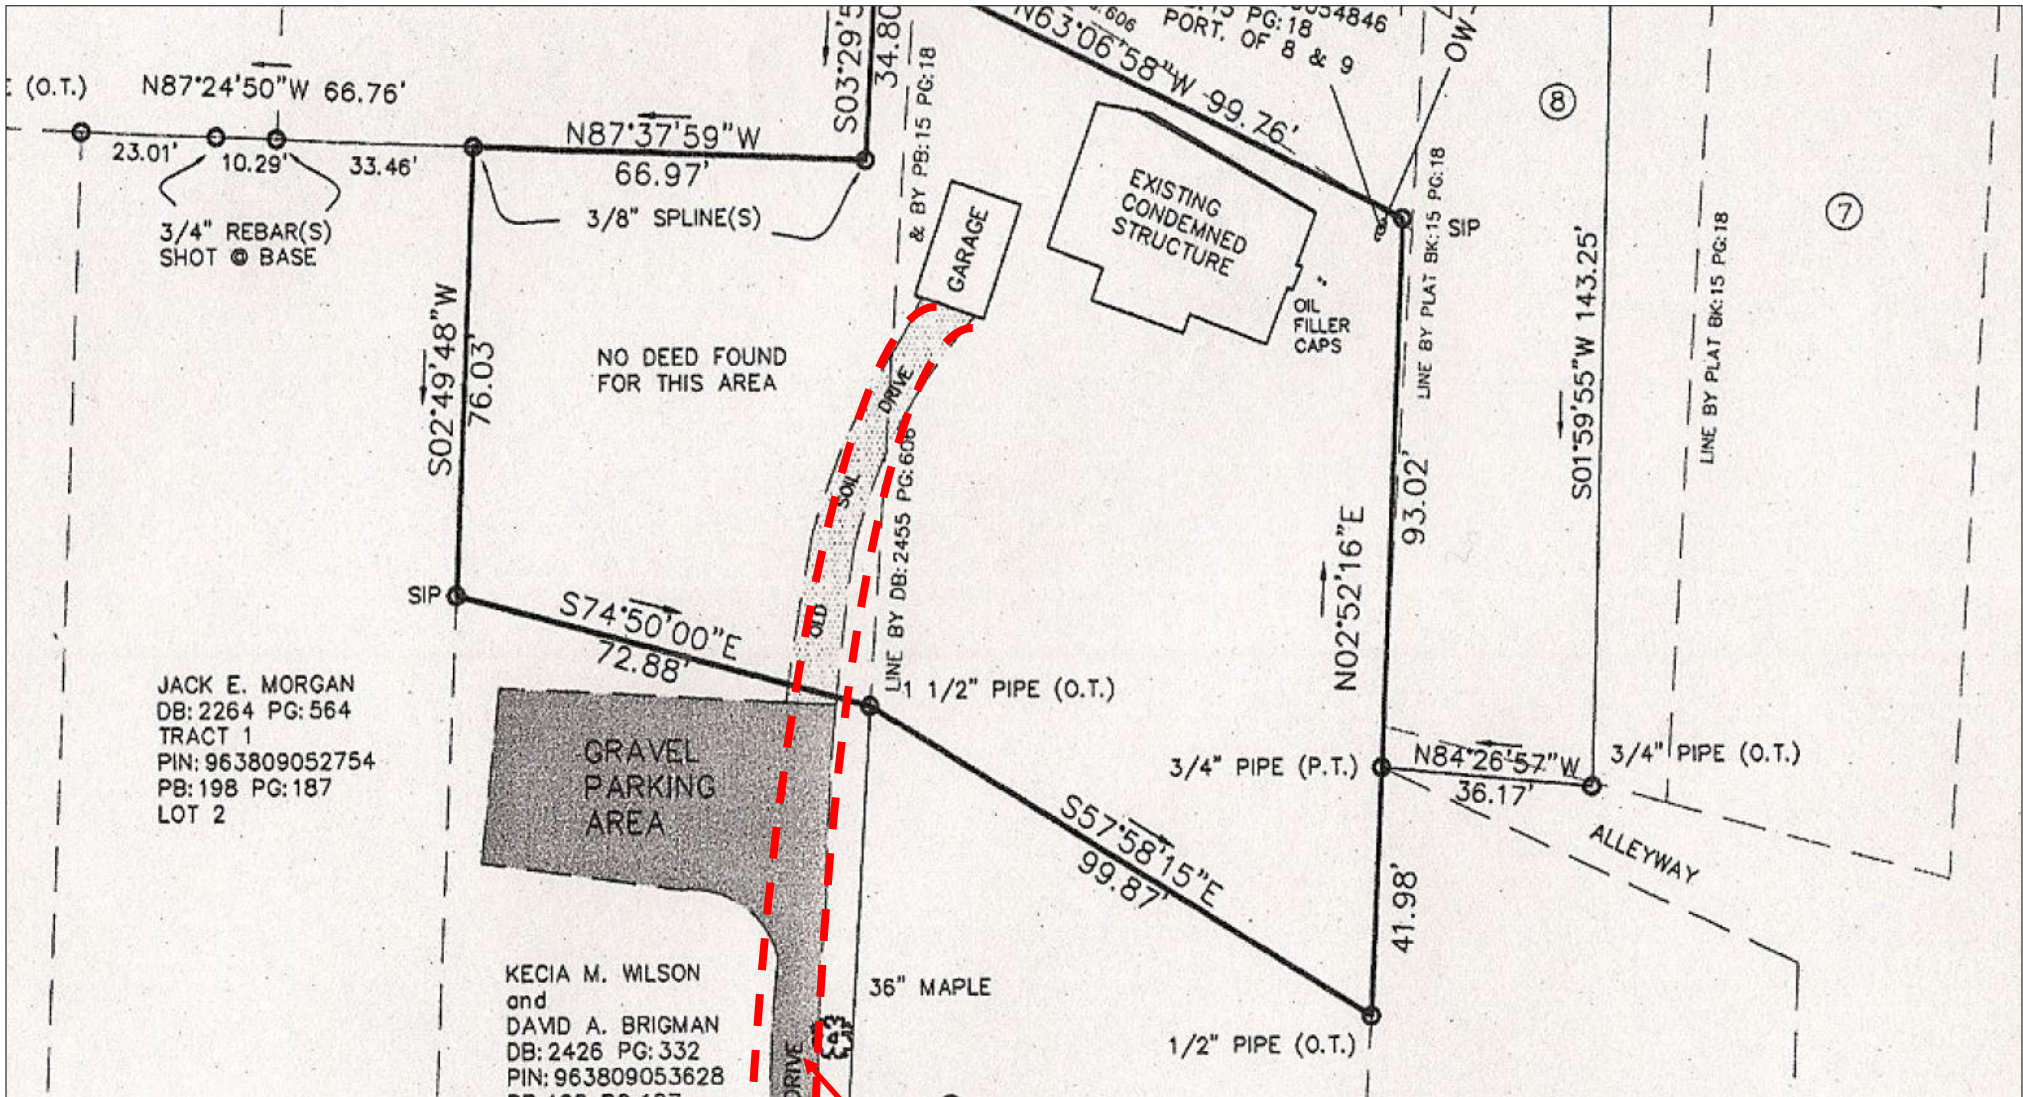 PG: 18
PORT. OF 8 & 9
N63°06'58"W 99.76'
OW
S03°29'5
34.80
& BY PB: 15 PG: 18
(O.T.)
N87°24'50"W 66.76'
23.01'
10.29'
33.46'
3/4" REBAR(S)
SHOT @ BASE
N87°37'59"W
66.97'
3/8" SPLINE(S)
GARAGE
EXISTING
CONDEMNED
STRUCTURE
OIL
FILLER
CAPS
SIP
8
7
LINE BY PLAT BK: 15 PG: 18
S01°59'55"W 143.25'
LINE BY PLAT BK: 15 PG: 18
S02°49'48"W
76.03'
NO DEED FOUND
FOR THIS AREA
OLD SOIL DRIVE
LINE BY DB: 2455 PG: 606
N02°52'16"E
93.02'
SIP
S74°50'00"E
72.88'
1 1/2" PIPE (O.T.)
JACK E. MORGAN
DB: 2264 PG: 564
TRACT 1
PIN: 963809052754
PB: 198 PG: 187
LOT 2
GRAVEL
PARKING
AREA
3/4" PIPE (P.T.)
N84°26'57"W
36.17'
3/4" PIPE (O.T.)
ALLEYWAY
S57°58'15"E
99.87'
41.98'
36" MAPLE
1/2" PIPE (O.T.)
KECIA M. WILSON
and
DAVID A. BRIGMAN
DB: 2426 PG: 332
PIN: 963809053628
DRIVE